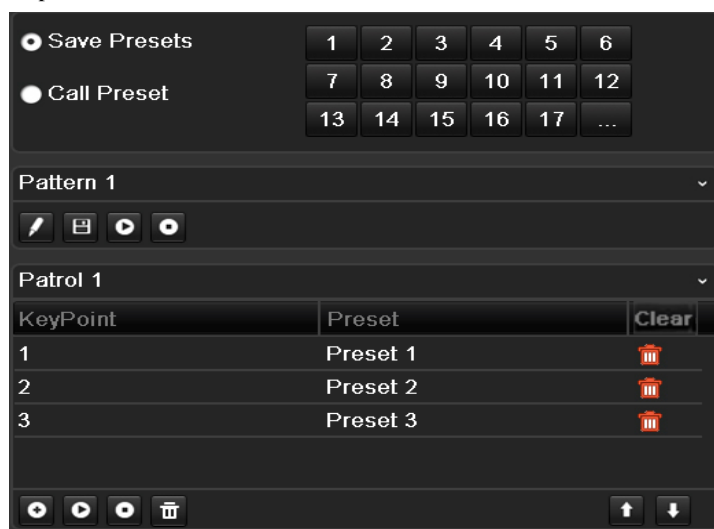 Save Presets
1 2 3 4 5 6
Call Preset
7 8 9 10 11 12
13 14 15 16 17 ...
Pattern 1
Patrol 1
KeyPoint Preset Clear
1 Preset 1
2 Preset 2
3 Preset 3